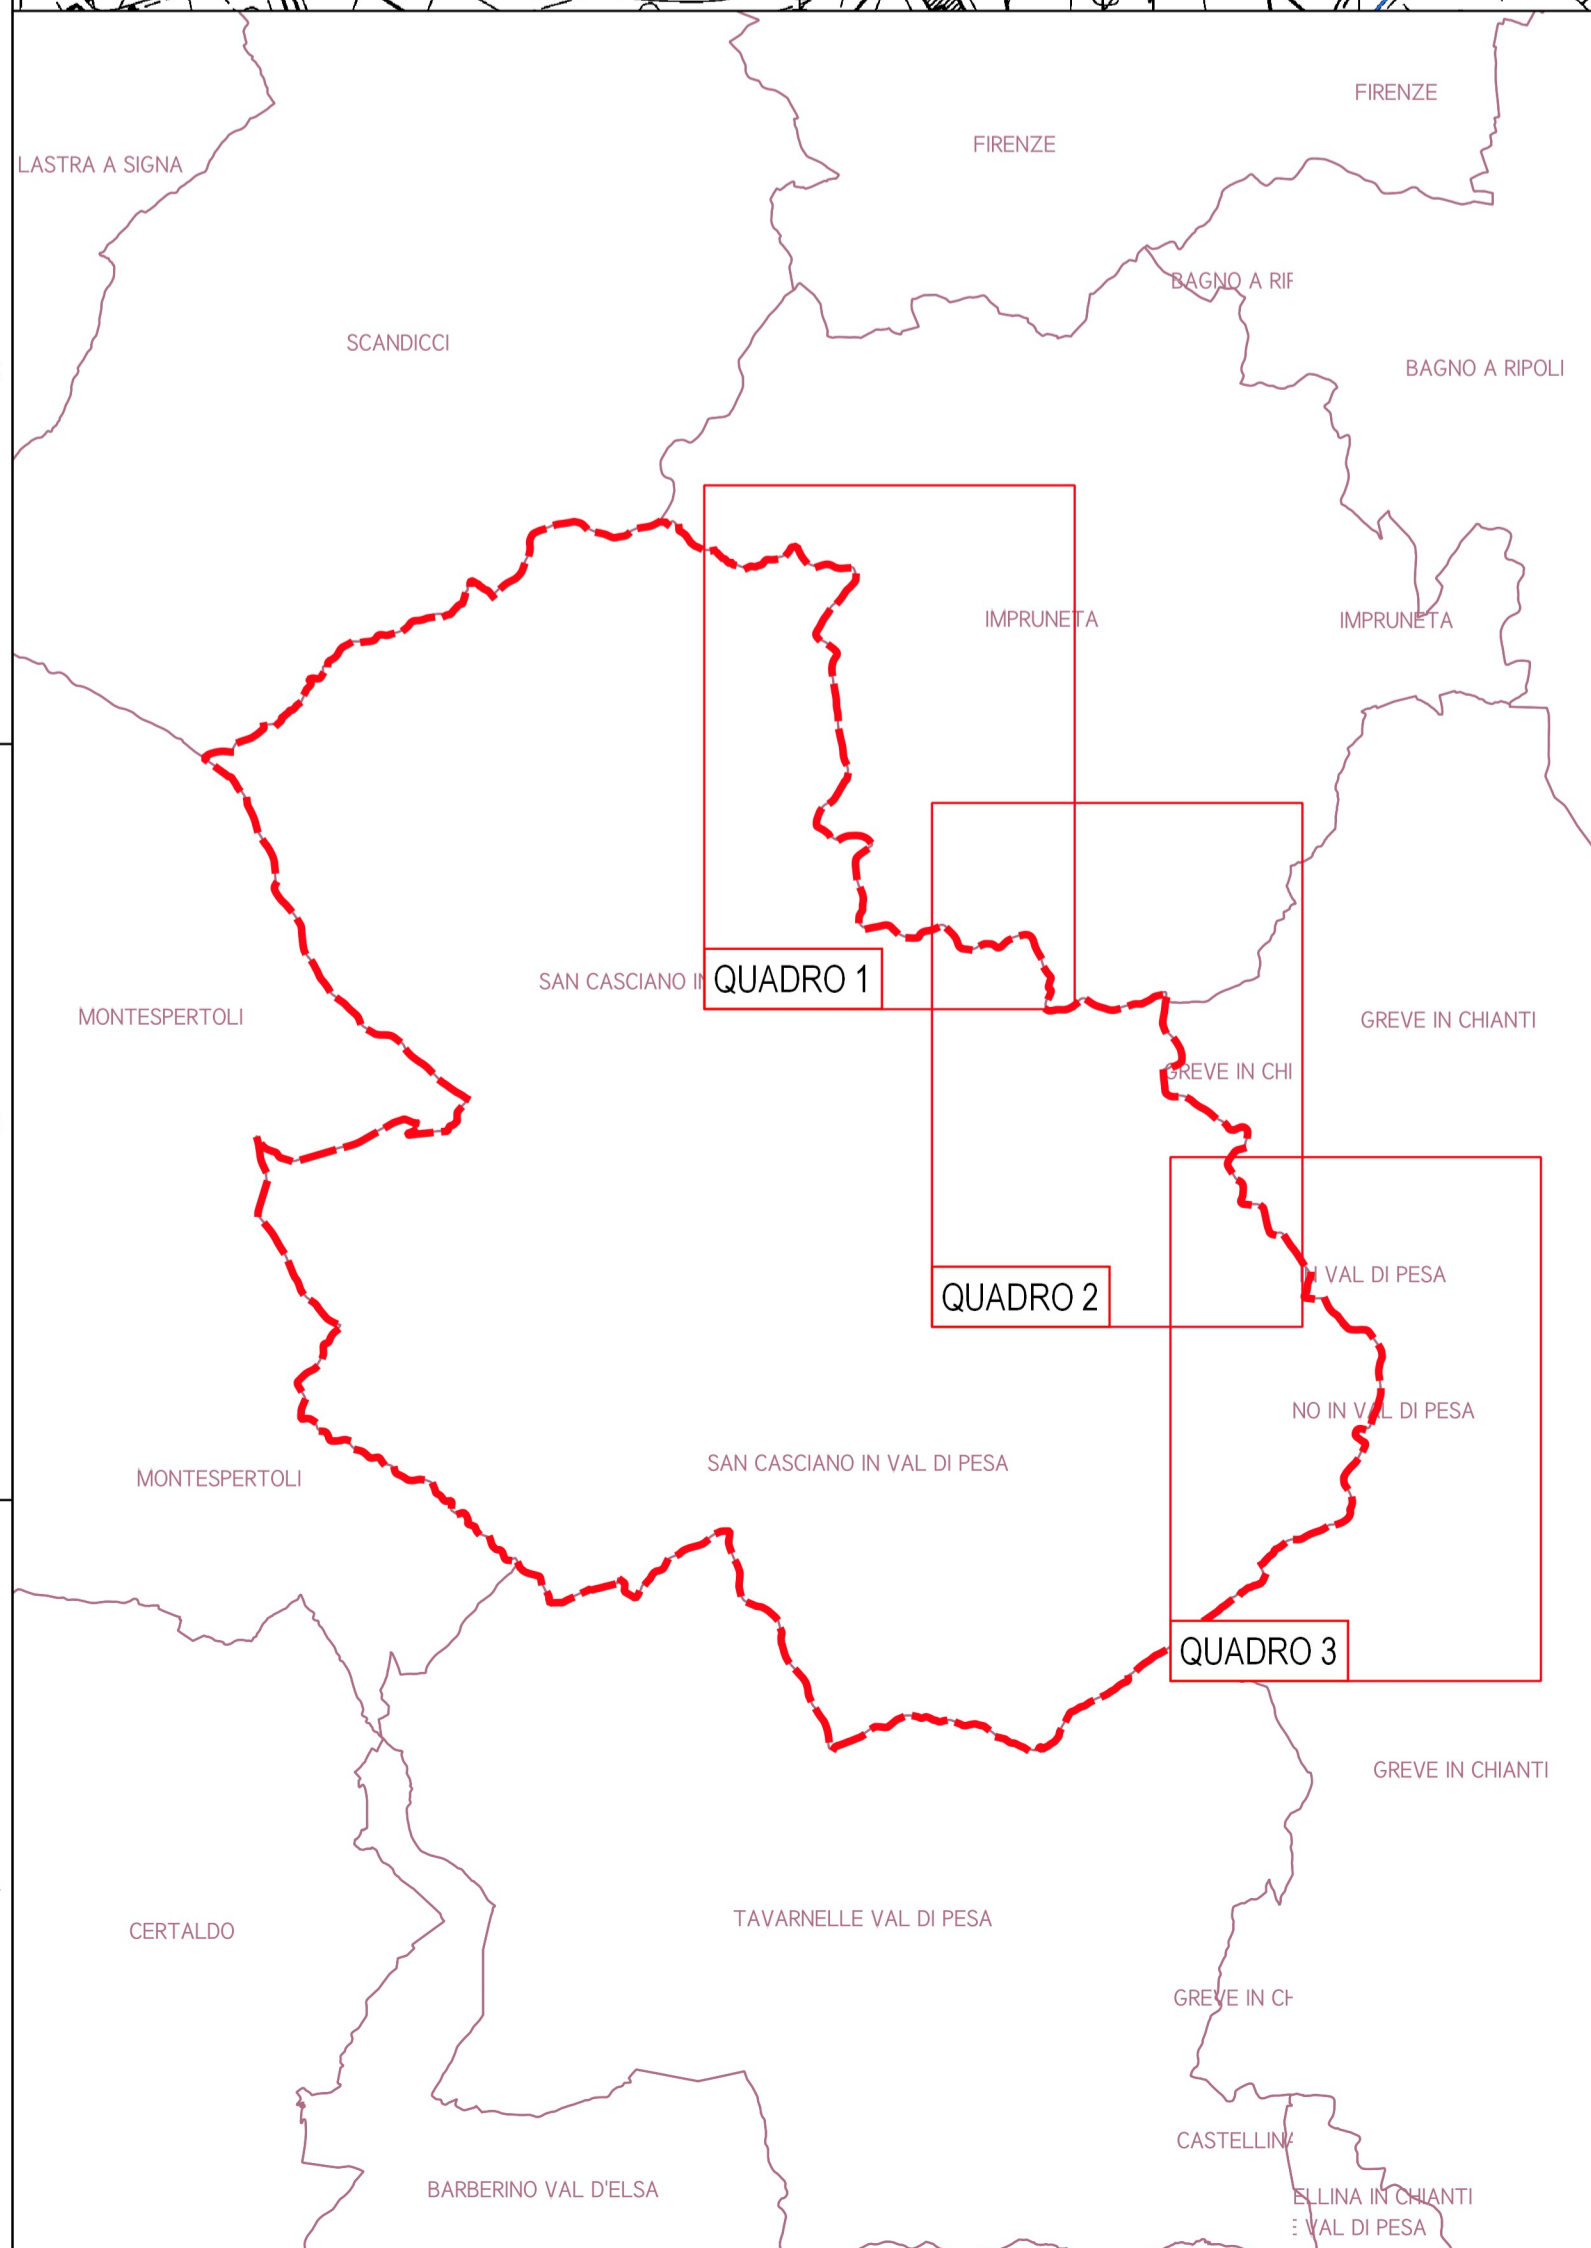 FIRENZE
FIRENZE
LASTRA A SIGNA
BAGNO A RIF
SCANDICCI
BAGNO A RIPOLI
IMPRUNETA
IMPRUNETA
SAN CASCIANO IN
QUADRO 1
MONTESPERTOLI
GREVE IN CHIANTI
GREVE IN CHI
N VAL DI PESA
QUADRO 2
NO IN VAL DI PESA
SAN CASCIANO IN VAL DI PESA
MONTESPERTOLI
QUADRO 3
GREVE IN CHIANTI
TAVARNELLE VAL DI PESA
CERTALDO
GREVE IN CH
CASTELLINA
BARBERINO VAL D'ELSA
ELLINA IN CHIANTI
E VAL DI PESA